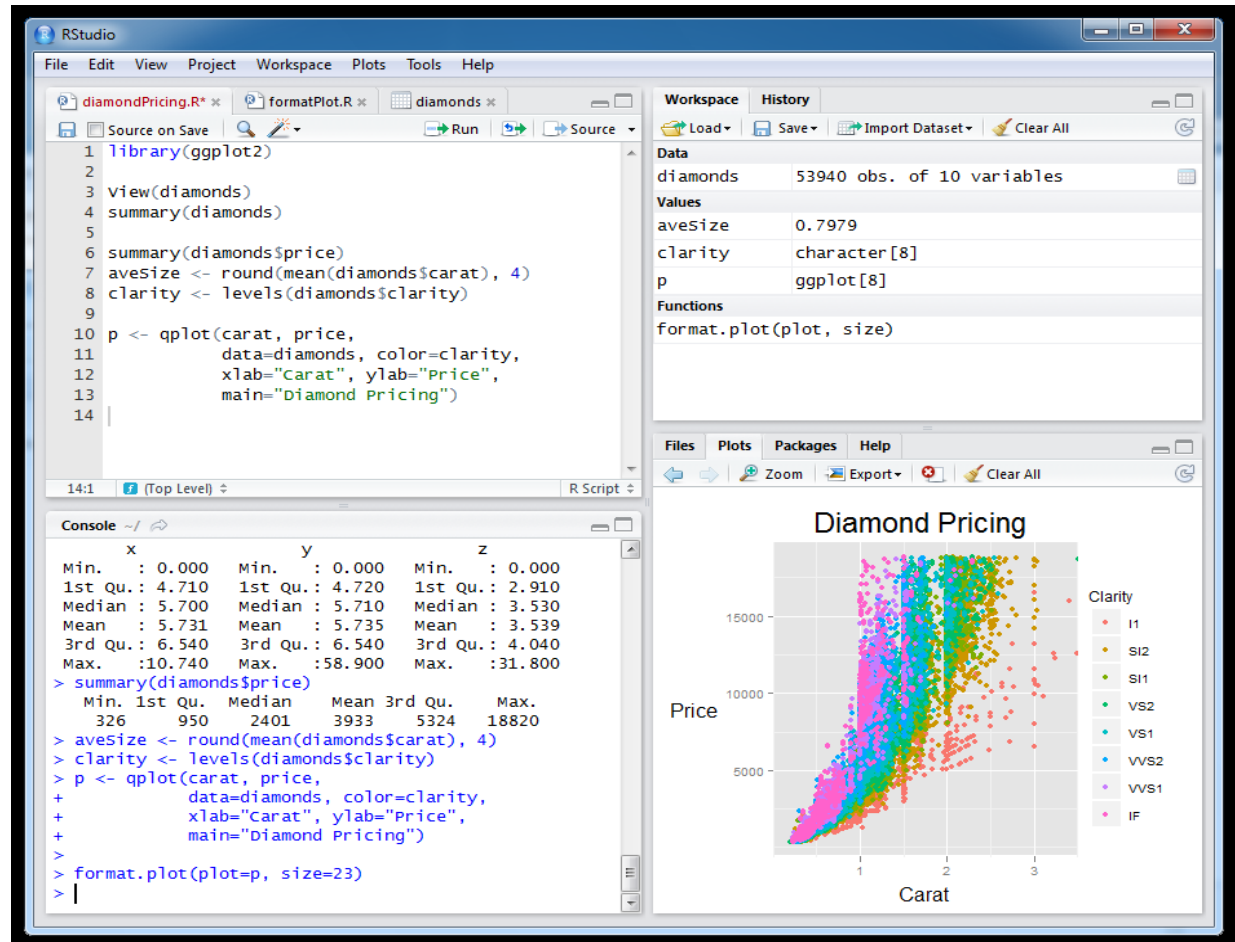 RStudio
File Edit View Project Workspace Plots Tools Help
diamondPricing.R* formatPlot.R diamonds
Source on Save Run Source
1 library(ggplot2)
2
3 View(diamonds)
4 summary(diamonds)
5
6 summary(diamonds$price)
7 aveSize <- round(mean(diamonds$carat), 4)
8 clarity <- levels(diamonds$clarity)
9
10 p <- qplot(carat, price,
11 data=diamonds, color=clarity,
12 xlab="Carat", ylab="Price",
13 main="Diamond Pricing")
14
14:1 (Top Level) R Script
Console ~/
x y z
Min. : 0.000 Min. : 0.000 Min. : 0.000
1st Qu.: 4.710 1st Qu.: 4.720 1st Qu.: 2.910
Median : 5.700 Median : 5.710 Median : 3.530
Mean : 5.731 Mean : 5.735 Mean : 3.539
3rd Qu.: 6.540 3rd Qu.: 6.540 3rd Qu.: 4.040
Max. :10.740 Max. :58.900 Max. :31.800
> summary(diamonds$price)
Min. 1st Qu. Median Mean 3rd Qu. Max.
326 950 2401 3933 5324 18820
> aveSize <- round(mean(diamonds$carat), 4)
> clarity <- levels(diamonds$clarity)
> p <- qplot(carat, price,
+ data=diamonds, color=clarity,
+ xlab="Carat", ylab="Price",
+ main="Diamond Pricing")
>
> format.plot(plot=p, size=23)
>
Workspace History
Load Save Import Dataset Clear All
Data
diamonds 53940 obs. of 10 variables
Values
aveSize 0.7979
clarity character[8]
p ggplot[8]
Functions
format.plot(plot, size)
Files Plots Packages Help
Zoom Export Clear All
Diamond Pricing
Price
15000
10000
5000
1 2 3
Carat
Clarity
I1
SI2
SI1
VS2
VS1
VVS2
VVS1
IF